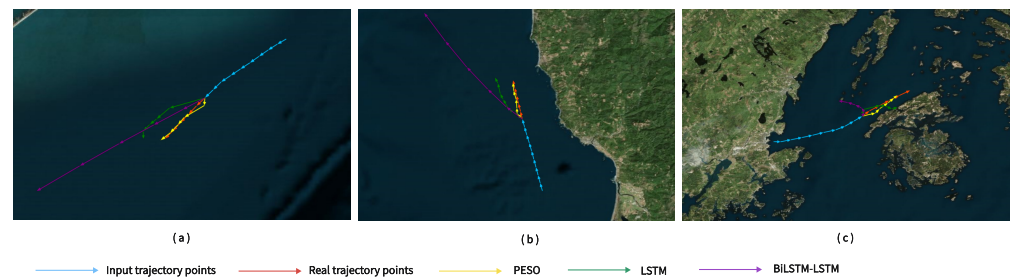 (a)
(b)
(c)
Input trajectory points
Real trajectory points
PESO
LSTM
BiLSTM-LSTM